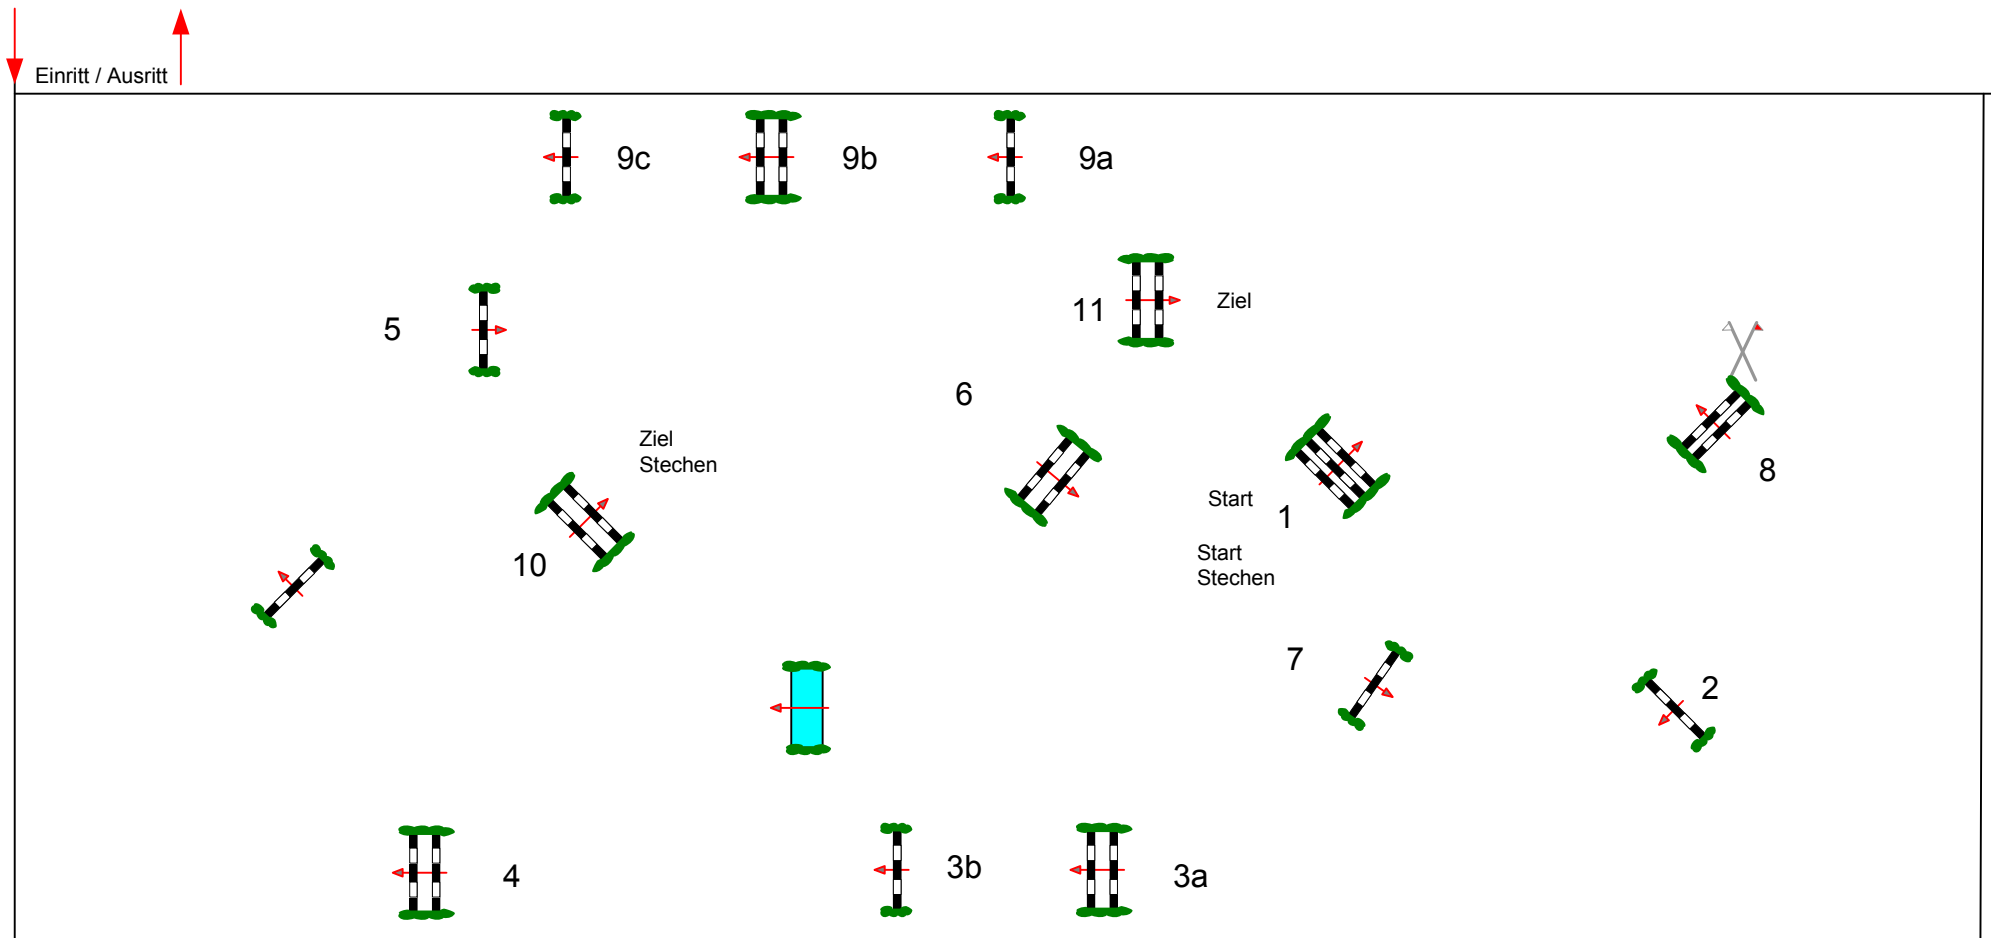 Einritt / Ausritt
9c
9b
9a
5
11
Ziel
6
Ziel
Stechen
8
Start
1
10
Start
Stechen
7
2
4
3b
3a